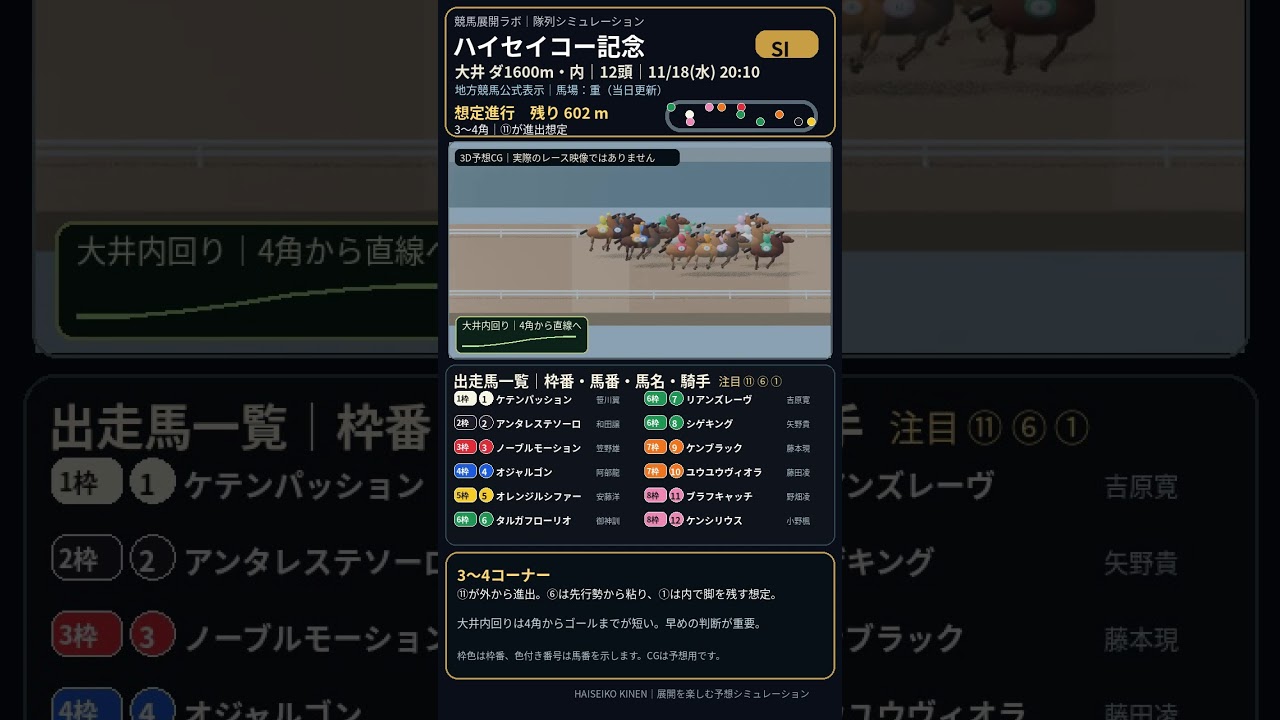 競馬展開ラボ｜隊列シミュレーション
ハイセイコー記念
SI
大井 ダ1600m・内｜12頭｜11/18(水) 20:10
地方競馬公式表示｜馬場：重（当日更新）
想定進行　残り 602 m
3〜4角｜⑪が進出想定
3D予想CG｜実際のレース映像ではありません
大井内回り｜4角から直線へ
出走馬一覧｜枠番・馬番・馬名・騎手 注目 ⑪ ⑥ ①
1枠 1 ケテンパッション 笹川翼
6枠 7 リアンズレーヴ 吉原寛
2枠 2 アンタレステソーロ 和田譲
6枠 8 シゲキング 矢野貴
3枠 3 ノーブルモーション 笠野雄
7枠 9 ケンブラック 藤本現
4枠 4 オジャルゴン 阿部龍
7枠 10 ユウユウヴィオラ 藤田凌
5枠 5 オレンジルシファー 安藤洋
8枠 11 ブラフキャッチ 野畑凌
6枠 6 タルガフローリオ 御神訓
8枠 12 ケンシリウス 小野楓
3〜4コーナー
⑪が外から進出。⑥は先行勢から粘り、①は内で脚を残す想定。
大井内回りは4角からゴールまでが短い。早めの判断が重要。
枠色は枠番、色付き番号は馬番を示します。CGは予想用です。
HAISEIKO KINEN｜展開を楽しむ予想シミュレーション